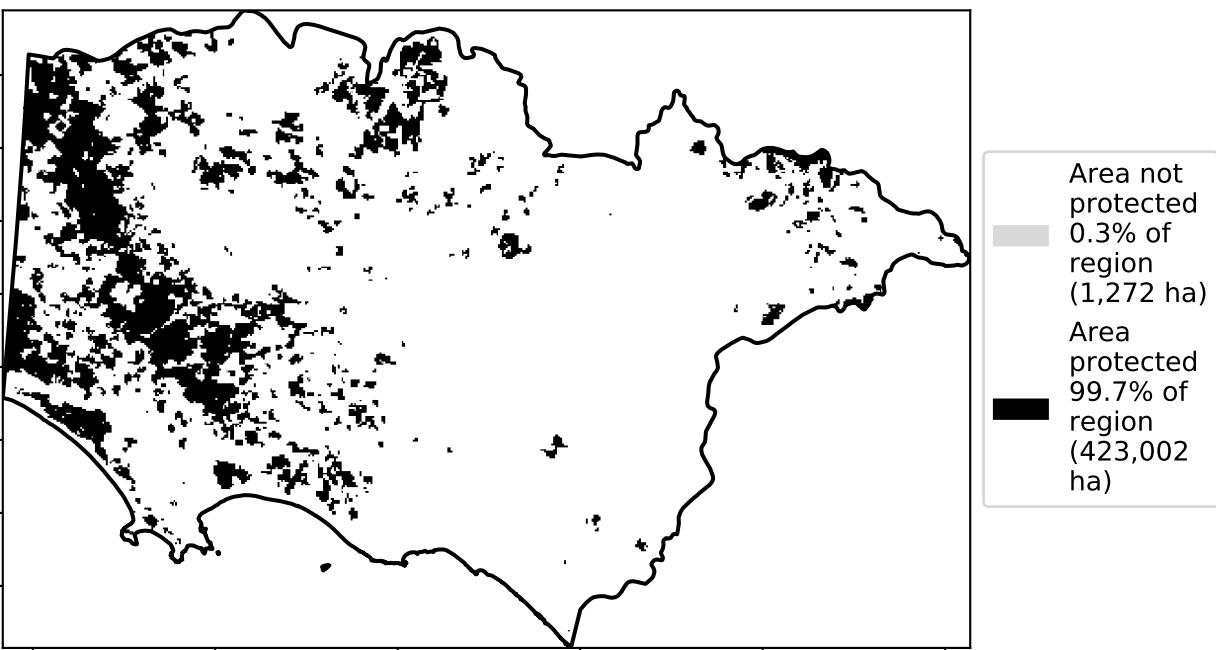 Area not
protected
0.3% of
region
(1,272 ha)
Area
protected
99.7% of
region
(423,002
ha)